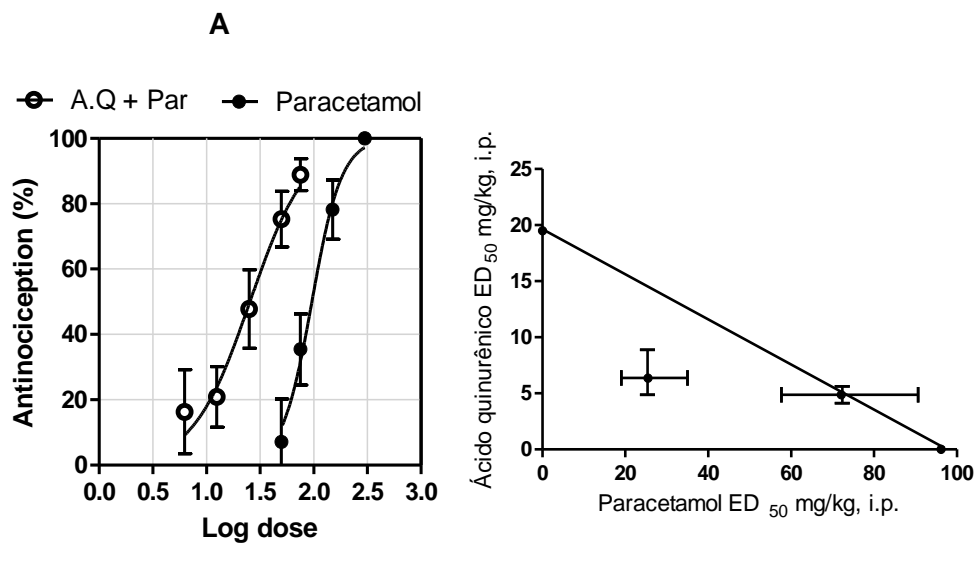 A
A.Q + Par
Paracetamol
Antinociception (%)
100
80
60
40
20
0
0.0 0.5 1.0 1.5 2.0 2.5 3.0
Log dose
Ácido quinurênico ED50 mg/kg, i.p.
25
20
15
10
5
0
0 20 40 60 80 100
Paracetamol ED 50 mg/kg, i.p.